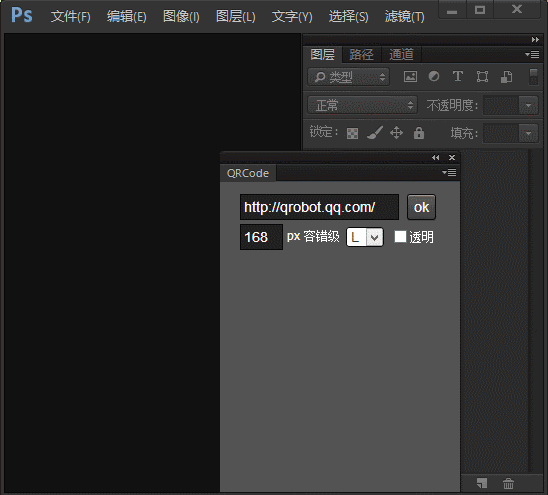 Ps 文件(F) 编辑(E) 图像(I) 图层(L) 文字(Y) 选择(S) 滤镜(T)
图层 路径 通道
类型 T
正常 不透明度:
锁定: 填充:
QRCode
http://qrobot.qq.com/ ok
168 px 容错级 L 透明